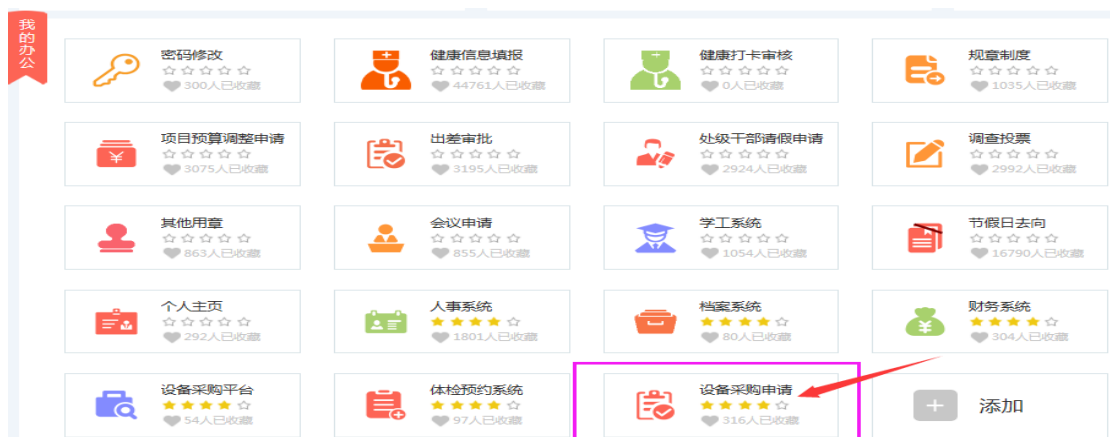 我的办公
密码修改
300人已收藏
健康信息填报
44761人已收藏
健康打卡审核
0人已收藏
规章制度
1035人已收藏
项目预算调整申请
3075人已收藏
出差审批
3195人已收藏
处级干部请假申请
2924人已收藏
调查投票
2992人已收藏
其他用章
863人已收藏
会议申请
855人已收藏
学工系统
1054人已收藏
节假日去向
16790人已收藏
个人主页
292人已收藏
人事系统
1801人已收藏
档案系统
80人已收藏
财务系统
304人已收藏
设备采购平台
54人已收藏
体检预约系统
97人已收藏
设备采购申请
316人已收藏
添加